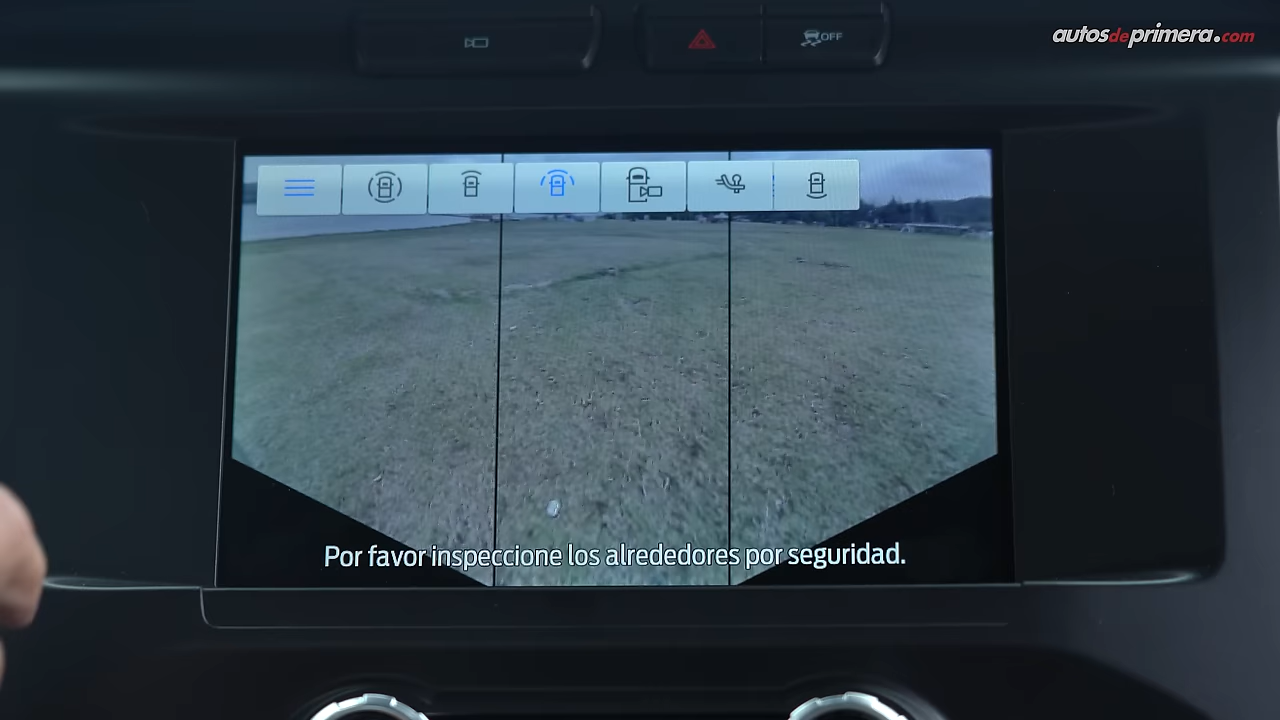 autosdeprimera.com
OFF
Por favor inspeccione los alrededores por seguridad.